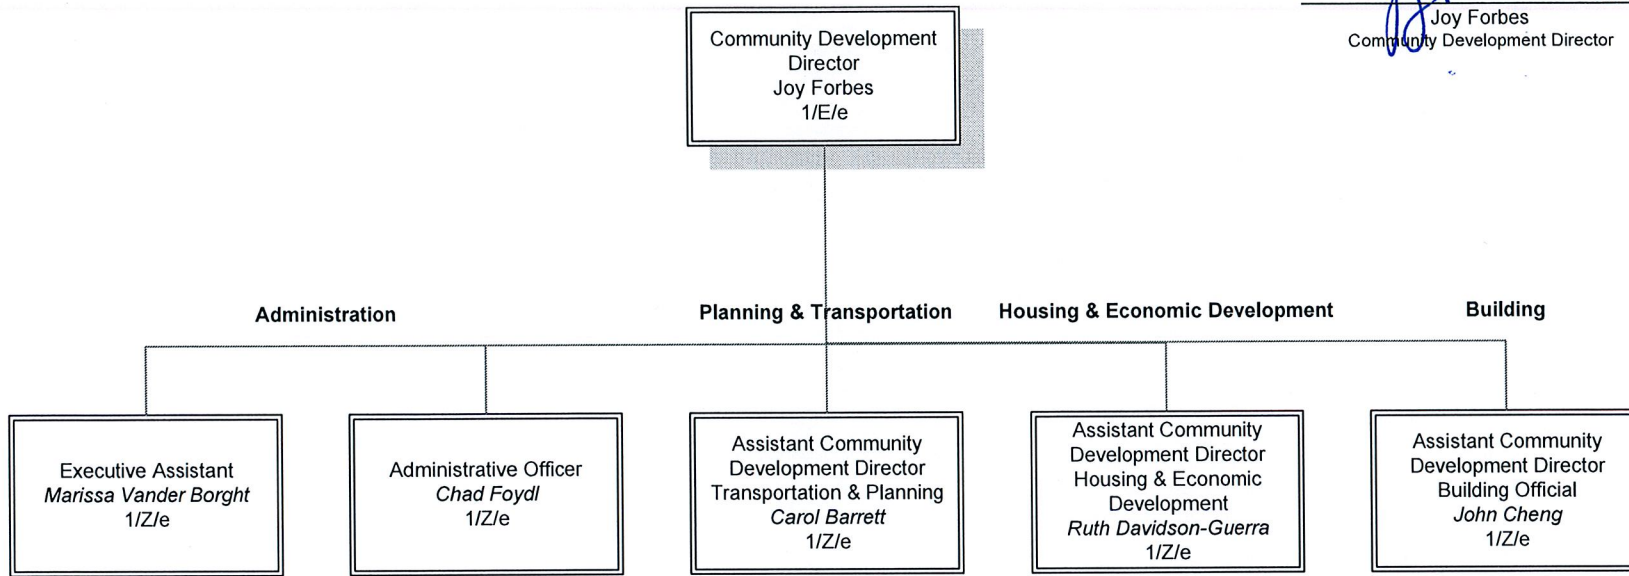 Joy Forbes
Community Development Director
Community Development
Director
Joy Forbes
1/E/e
Administration
Planning & Transportation
Housing & Economic Development
Building
Executive Assistant
Marissa Vander Borght
1/Z/e
Administrative Officer
Chad Foydl
1/Z/e
Assistant Community
Development Director
Transportation & Planning
Carol Barrett
1/Z/e
Assistant Community
Development Director
Housing & Economic
Development
Ruth Davidson-Guerra
1/Z/e
Assistant Community
Development Director
Building Official
John Cheng
1/Z/e